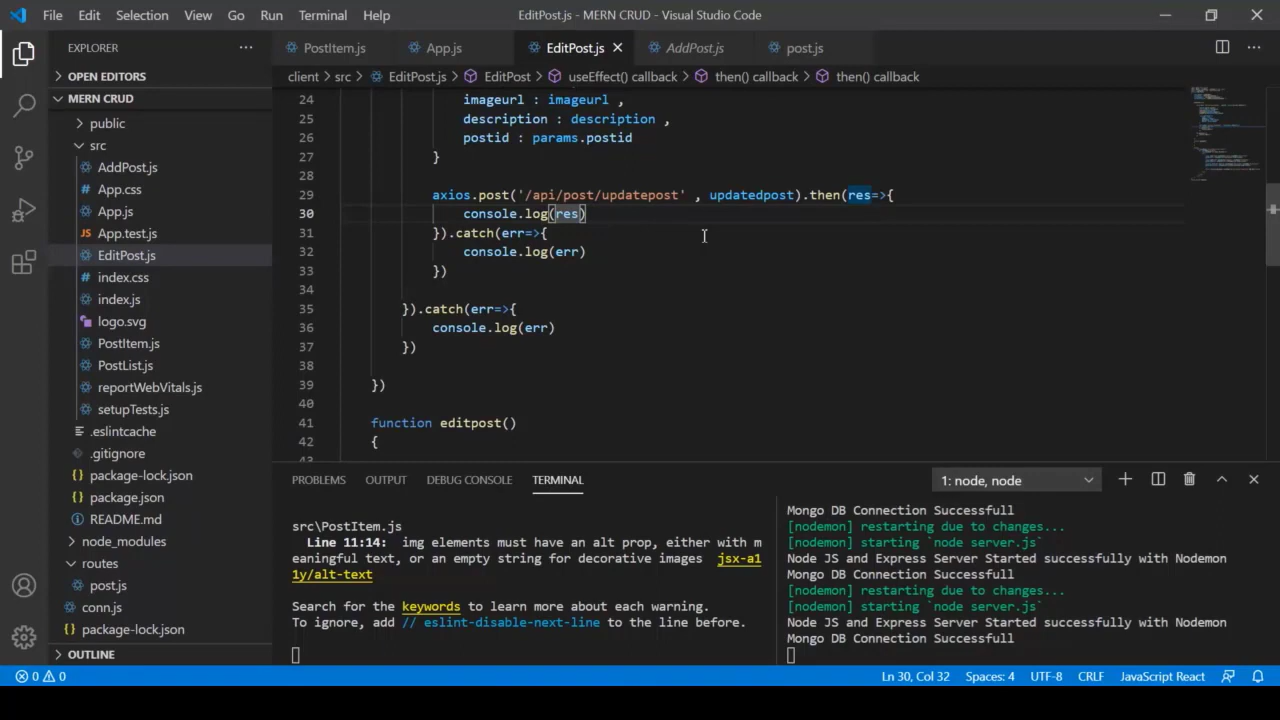 File Edit Selection View Go Run Terminal Help EditPost.js - MERN CRUD - Visual Studio Code
EXPLORER ...
OPEN EDITORS
MERN CRUD
public
src
AddPost.js
App.css
JS App.js
App.test.js
EditPost.js
# index.css
index.js
logo.svg
PostItem.js
PostList.js
reportWebVitals.js
setupTests.js
.eslintcache
.gitignore
{} package-lock.json
{} package.json
README.md
node_modules
routes
post.js
conn.js
{} package-lock.json
OUTLINE
PostItem.js App.js EditPost.js AddPost.js post.js
client > src > EditPost.js > EditPost > useEffect() callback > then() callback > then() callback
24 imageurl : imageurl ,
25 description : description ,
26 postid : params.postid
27 }
28
29 axios.post('/api/post/updatepost' , updatedpost).then(res=>{
30 console.log(res)
31 }).catch(err=>{
32 console.log(err)
33 })
34
35 }).catch(err=>{
36 console.log(err)
37 })
38
39 })
40
41 function editpost()
42 {
43
PROBLEMS OUTPUT DEBUG CONSOLE TERMINAL 1: node, node
src\PostItem.js
Line 11:14: img elements must have an alt prop, either with m
eaningful text, or an empty string for decorative images jsx-a1
1y/alt-text
Search for the keywords to learn more about each warning.
To ignore, add // eslint-disable-next-line to the line before.
Mongo DB Connection Successfull
[nodemon] restarting due to changes...
[nodemon] starting `node server.js`
Node JS and Express Server Started successfully with Nodemon
Mongo DB Connection Successfull
[nodemon] restarting due to changes...
[nodemon] starting `node server.js`
Node JS and Express Server Started successfully with Nodemon
Mongo DB Connection Successfull
0 0 Ln 30, Col 32 Spaces: 4 UTF-8 CRLF JavaScript React